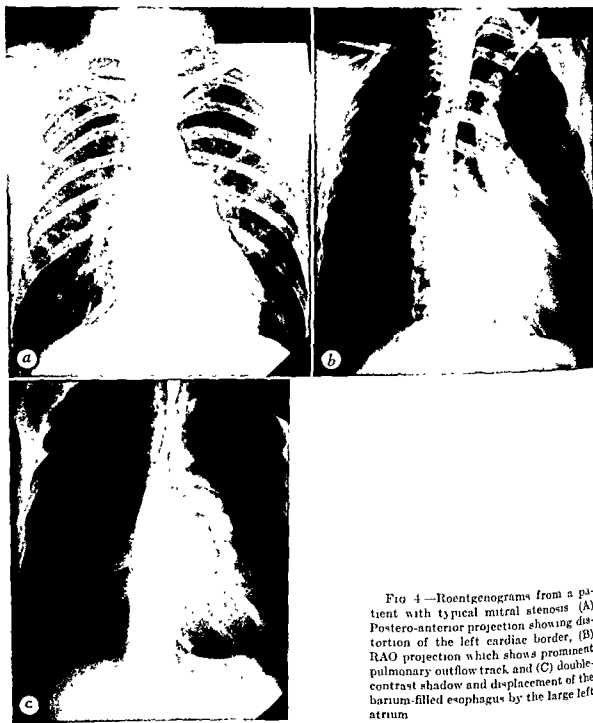 a
b
c
FIG 4—Roentgenograms from a pa-
tient with typical mitral stenosis (A)
Postero-anterior projection showing dis-
tortion of the left cardiac border, (B)
RAO projection which shows prominent
pulmonary outflow track and (C) double-
contrast shadow and displacement of the
barium-filled esophagus by the large left
atrium